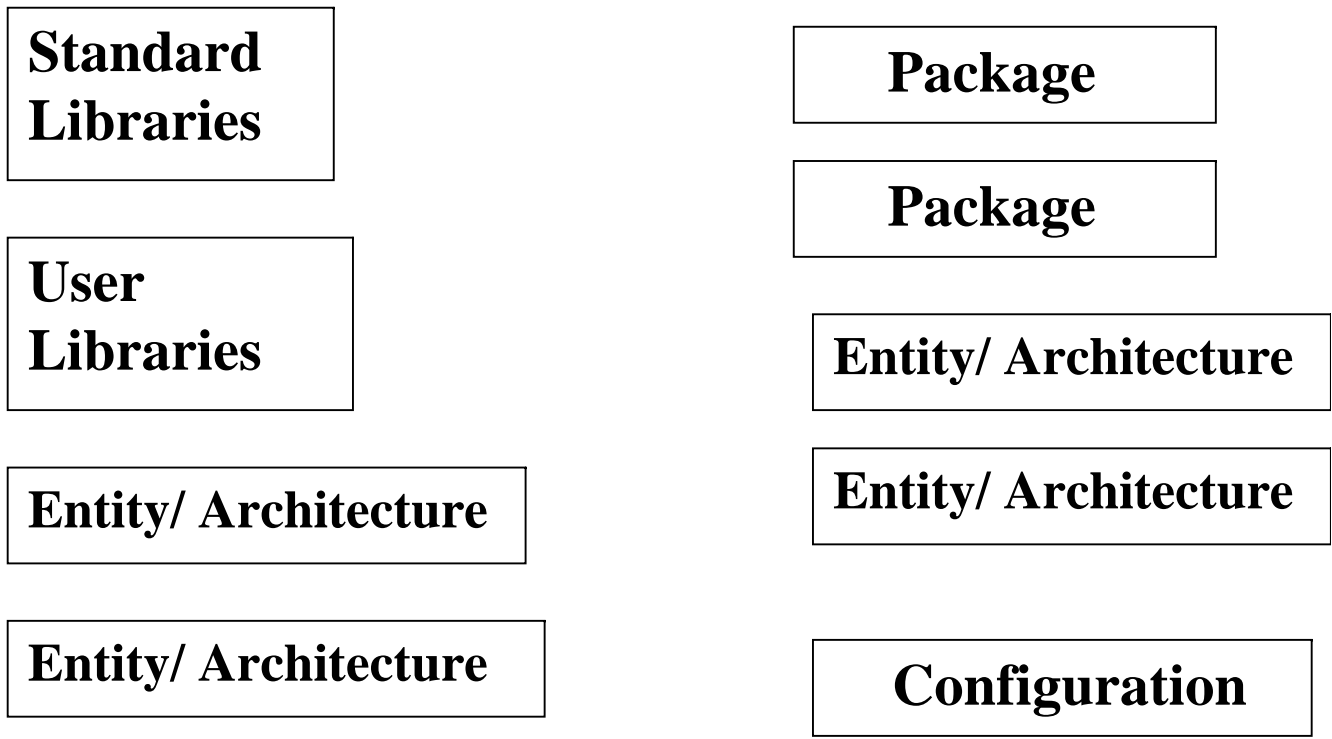 Standard
Libraries
User
Libraries
Entity/ Architecture
Entity/ Architecture
Package
Package
Entity/ Architecture
Entity/ Architecture
Configuration